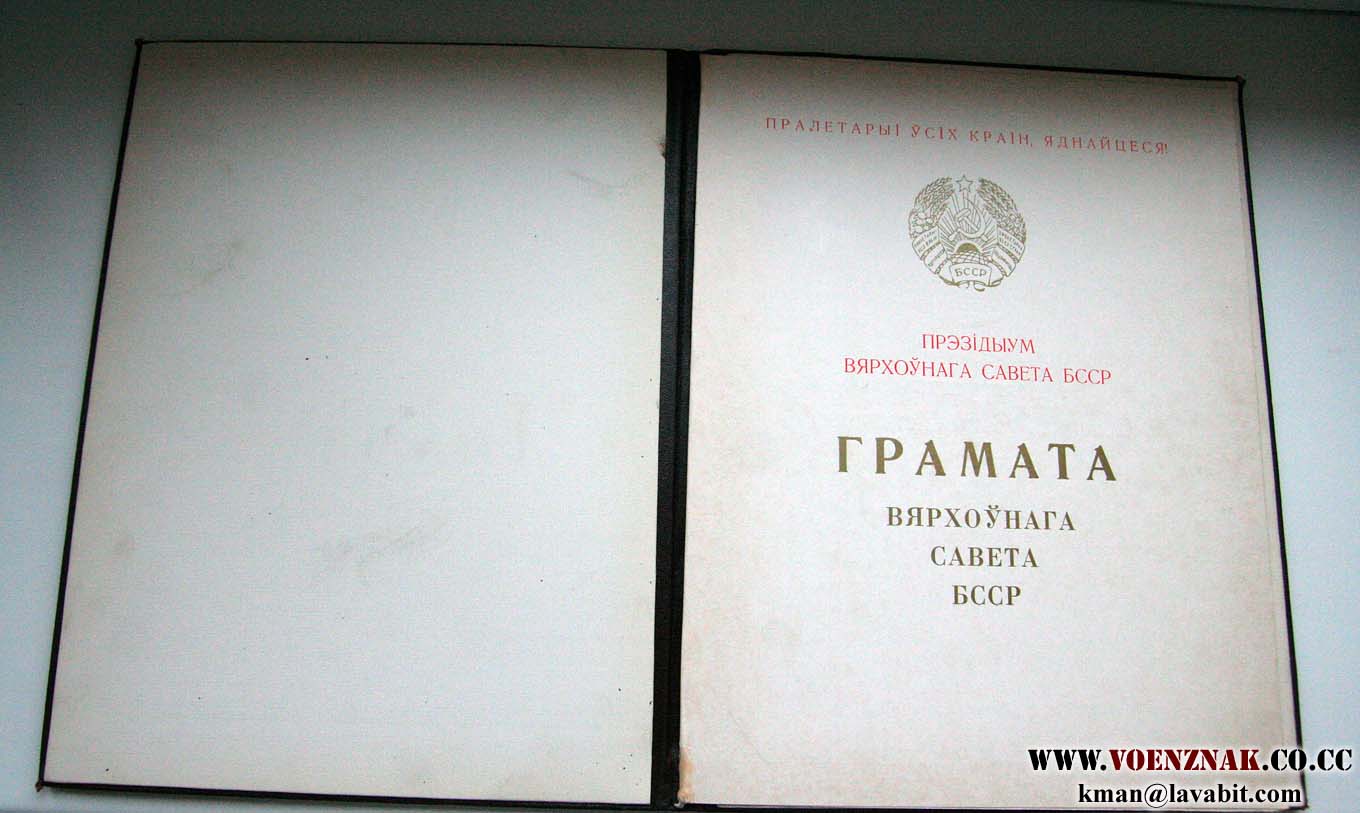 ПРАЛЕТАРЫІ ЎСІХ КРАІН, ЯДНАЙЦЕСЯ!
БССР
ПРЭЗІДЫУМ
ВЯРХОЎНАГА САВЕТА БССР
ГРАМАТА
ВЯРХОЎНАГА
САВЕТА
БССР
WWW.VOENZNAK.CO.CC
kman@lavabit.com